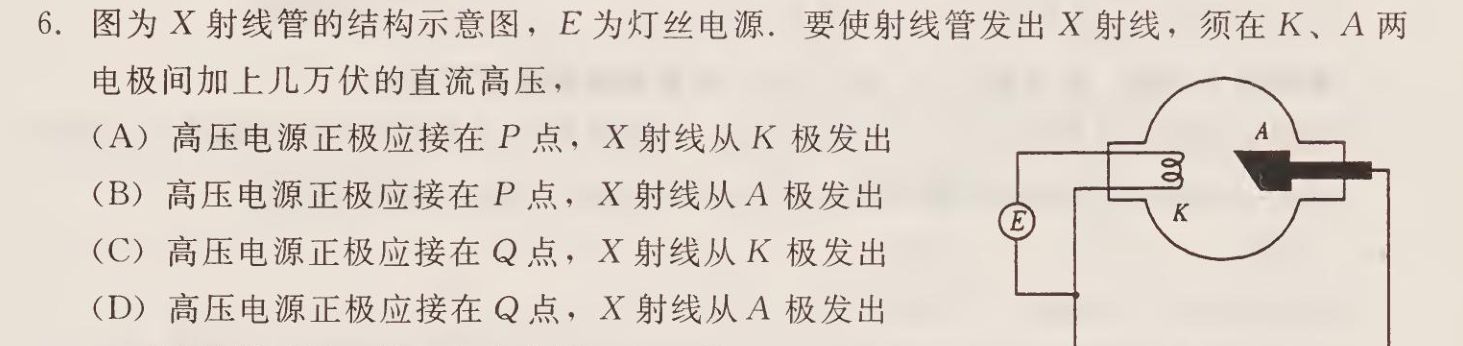 6. 图为 X 射线管的结构示意图，E 为灯丝电源．要使射线管发出 X 射线，须在 K、A 两
电极间加上几万伏的直流高压，
（A）高压电源正极应接在 P 点，X 射线从 K 极发出
（B）高压电源正极应接在 P 点，X 射线从 A 极发出
（C）高压电源正极应接在 Q 点，X 射线从 K 极发出
（D）高压电源正极应接在 Q 点，X 射线从 A 极发出
A
K
E